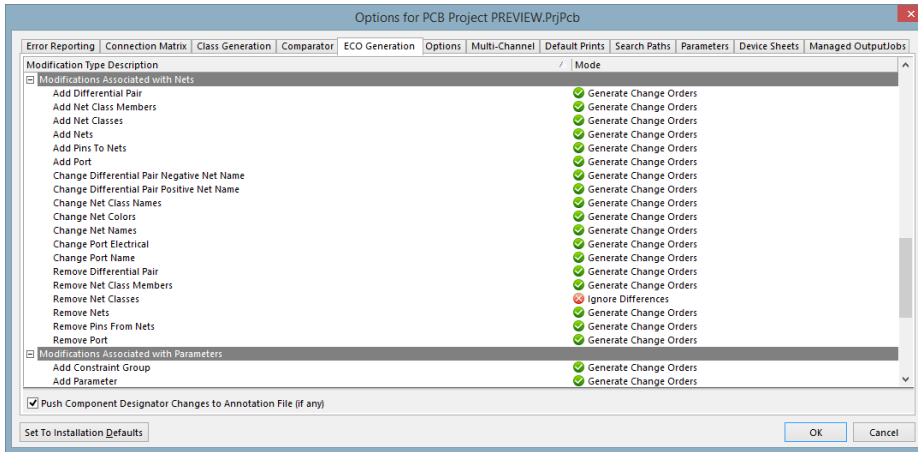 Options for PCB Project PREVIEW.PrjPcb
Error Reporting Connection Matrix Class Generation Comparator ECO Generation Options Multi-Channel Default Prints Search Paths Parameters Device Sheets Managed OutputJobs
Modification Type Description Mode
Modifications Associated with Nets
Add Differential Pair Generate Change Orders
Add Net Class Members Generate Change Orders
Add Net Classes Generate Change Orders
Add Nets Generate Change Orders
Add Pins To Nets Generate Change Orders
Add Port Generate Change Orders
Change Differential Pair Negative Net Name Generate Change Orders
Change Differential Pair Positive Net Name Generate Change Orders
Change Net Class Names Generate Change Orders
Change Net Colors Generate Change Orders
Change Net Names Generate Change Orders
Change Port Electrical Generate Change Orders
Change Port Name Generate Change Orders
Remove Differential Pair Generate Change Orders
Remove Net Class Members Generate Change Orders
Remove Net Classes Ignore Differences
Remove Nets Generate Change Orders
Remove Pins From Nets Generate Change Orders
Remove Port Generate Change Orders
Modifications Associated with Parameters
Add Constraint Group Generate Change Orders
Add Parameter Generate Change Orders
Push Component Designator Changes to Annotation File (if any)
Set To Installation Defaults OK Cancel